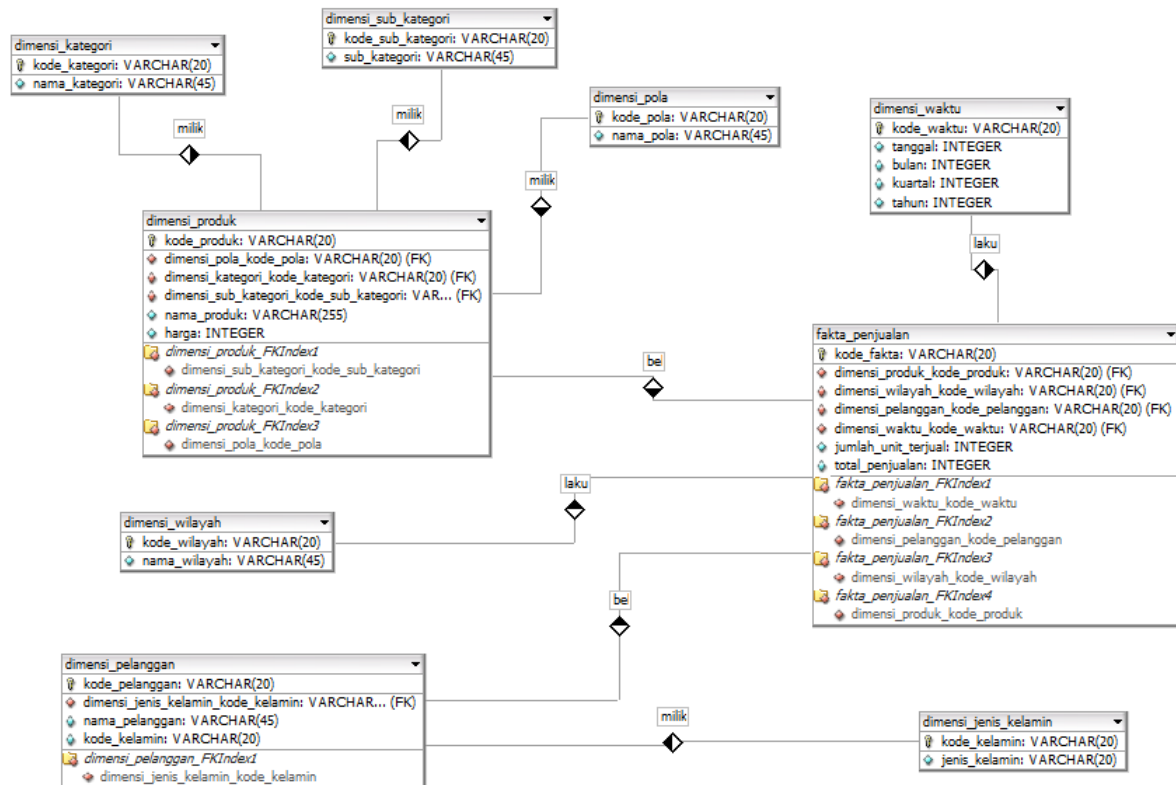 dimensi_kategori
kode_kategori: VARCHAR(20)
nama_kategori: VARCHAR(45)
dimensi_sub_kategori
kode_sub_kategori: VARCHAR(20)
sub_kategori: VARCHAR(45)
dimensi_pola
kode_pola: VARCHAR(20)
nama_pola: VARCHAR(45)
dimensi_waktu
kode_waktu: VARCHAR(20)
tanggal: INTEGER
bulan: INTEGER
kuartal: INTEGER
tahun: INTEGER
milik
milik
milik
laku
dimensi_produk
kode_produk: VARCHAR(20)
dimensi_pola_kode_pola: VARCHAR(20) (FK)
dimensi_kategori_kode_kategori: VARCHAR(20) (FK)
dimensi_sub_kategori_kode_sub_kategori: VAR... (FK)
nama_produk: VARCHAR(255)
harga: INTEGER
dimensi_produk_FKIndex1
dimensi_sub_kategori_kode_sub_kategori
dimensi_produk_FKIndex2
dimensi_kategori_kode_kategori
dimensi_produk_FKIndex3
dimensi_pola_kode_pola
bel
fakta_penjualan
kode_fakta: VARCHAR(20)
dimensi_produk_kode_produk: VARCHAR(20) (FK)
dimensi_wilayah_kode_wilayah: VARCHAR(20) (FK)
dimensi_pelanggan_kode_pelanggan: VARCHAR(20) (FK)
dimensi_waktu_kode_waktu: VARCHAR(20) (FK)
jumlah_unit_terjual: INTEGER
total_penjualan: INTEGER
fakta_penjualan_FKIndex1
dimensi_waktu_kode_waktu
fakta_penjualan_FKIndex2
dimensi_pelanggan_kode_pelanggan
fakta_penjualan_FKIndex3
dimensi_wilayah_kode_wilayah
fakta_penjualan_FKIndex4
dimensi_produk_kode_produk
laku
dimensi_wilayah
kode_wilayah: VARCHAR(20)
nama_wilayah: VARCHAR(45)
bel
dimensi_pelanggan
kode_pelanggan: VARCHAR(20)
dimensi_jenis_kelamin_kode_kelamin: VARCHAR... (FK)
nama_pelanggan: VARCHAR(45)
kode_kelamin: VARCHAR(20)
dimensi_pelanggan_FKIndex1
dimensi_jenis_kelamin_kode_kelamin
milik
dimensi_jenis_kelamin
kode_kelamin: VARCHAR(20)
jenis_kelamin: VARCHAR(20)